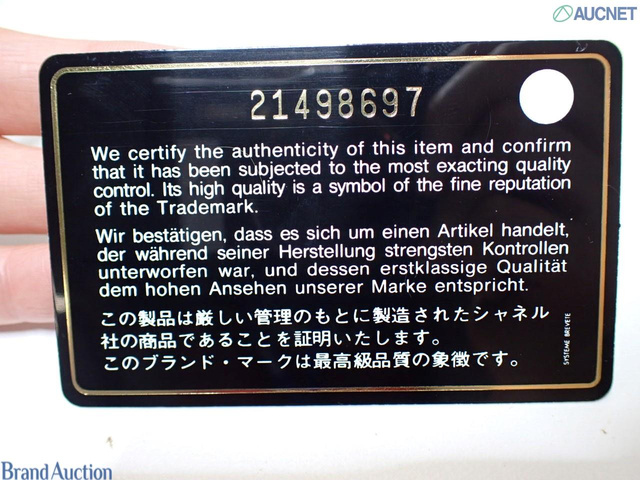 AUCNET
21498697
We certify the authenticity of this item and confirm
that it has been subjected to the most exacting quality
control. Its high quality is a symbol of the fine reputation
of the Trademark.
Wir bestätigen, dass es sich um einen Artikel handelt,
der während seiner Herstellung strengsten Kontrollen
unterworfen war, und dessen erstklassige Qualität
dem hohen Ansehen unserer Marke entspricht.
この製品は厳しい管理のもとに製造されたシャネル
社の商品であることを証明いたします。
このブランド・マークは最高級品質の象徴です。
SYSTEME BREVETE
Brand Auction